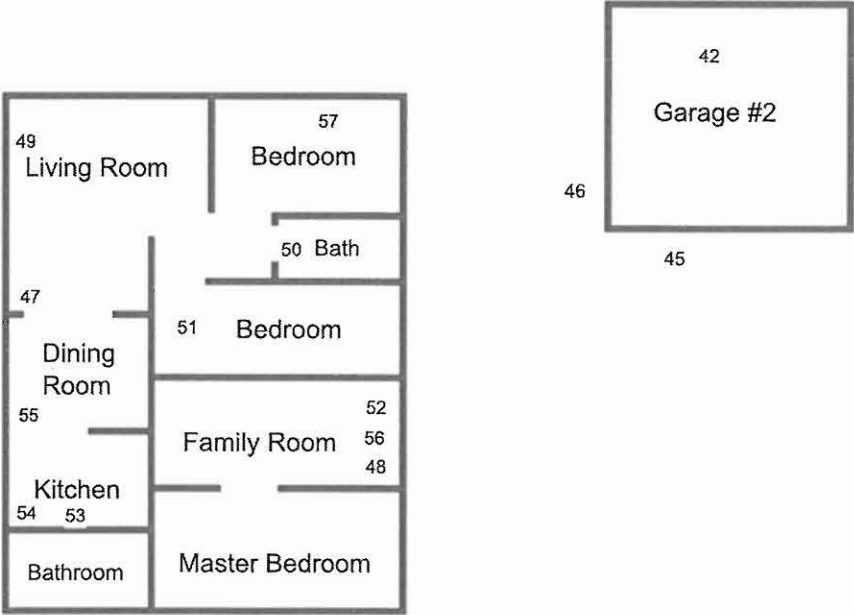 42
Garage #2
57
49
Bedroom
Living Room
46
50 Bath
45
47
51 Bedroom
Dining
Room
52
55
56
Family Room
48
Kitchen
54 53
Bathroom
Master Bedroom